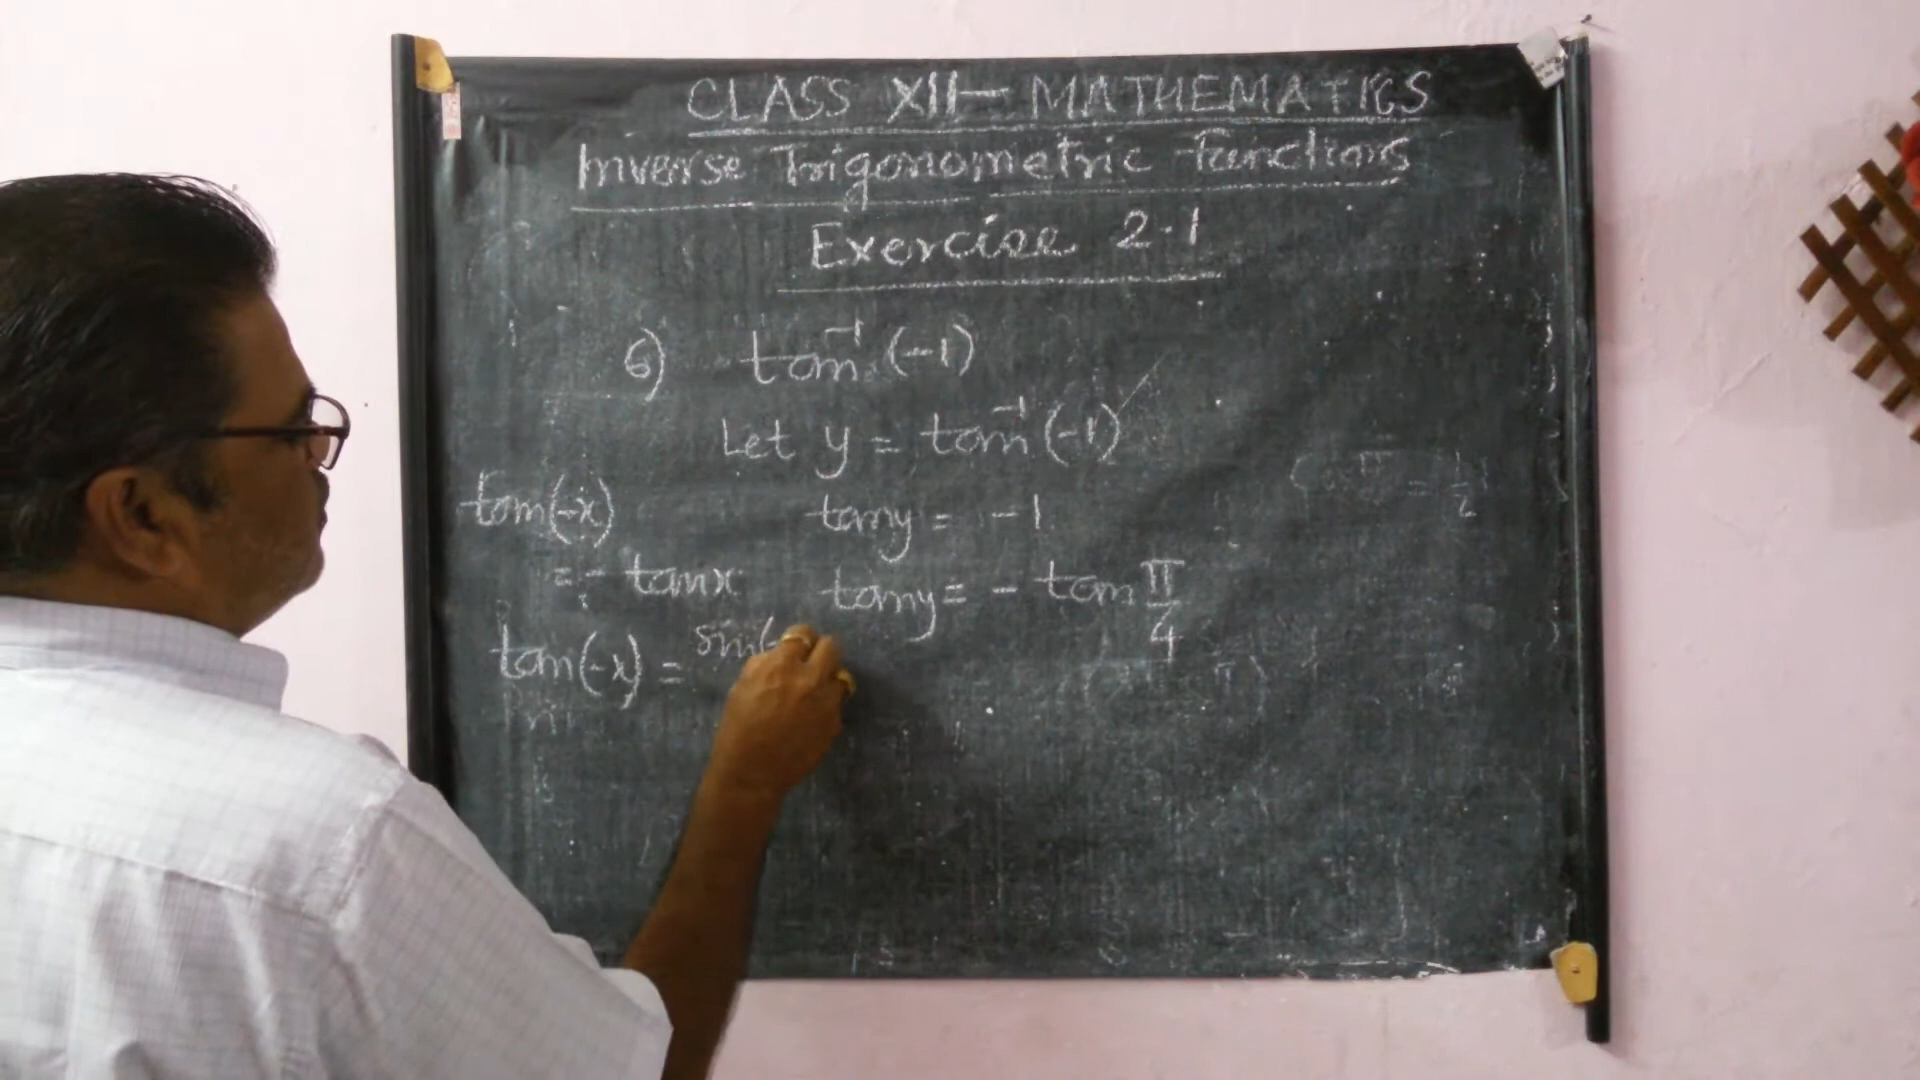 CLASS XII - MATHEMATICS
Inverse Trigonometric Functions
Exercise 2.1
6) tan⁻¹(-1)
Let y = tan⁻¹(-1)
tan(-x)
= - tanx
tan(-x) = sin(-
tany = -1
tany = - tan π/4